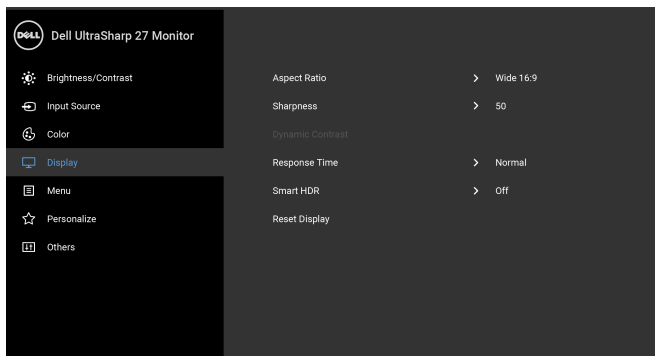 DELL Dell UltraSharp 27 Monitor
Brightness/Contrast
Input Source
Color
Display
Menu
Personalize
Others
Aspect Ratio > Wide 16:9
Sharpness > 50
Dynamic Contrast
Response Time > Normal
Smart HDR > Off
Reset Display